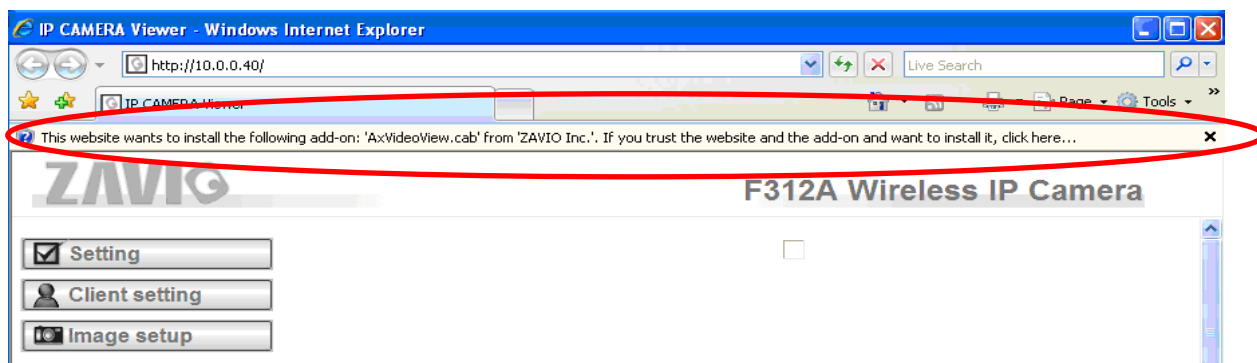 IP CAMERA Viewer - Windows Internet Explorer
http://10.0.0.40/
Live Search
IP CAMERA Viewer
Page
Tools
»
This website wants to install the following add-on: 'AxVideoView.cab' from 'ZAVIO Inc.'. If you trust the website and the add-on and want to install it, click here...
ZAVIO
F312A Wireless IP Camera
Setting
Client setting
Image setup